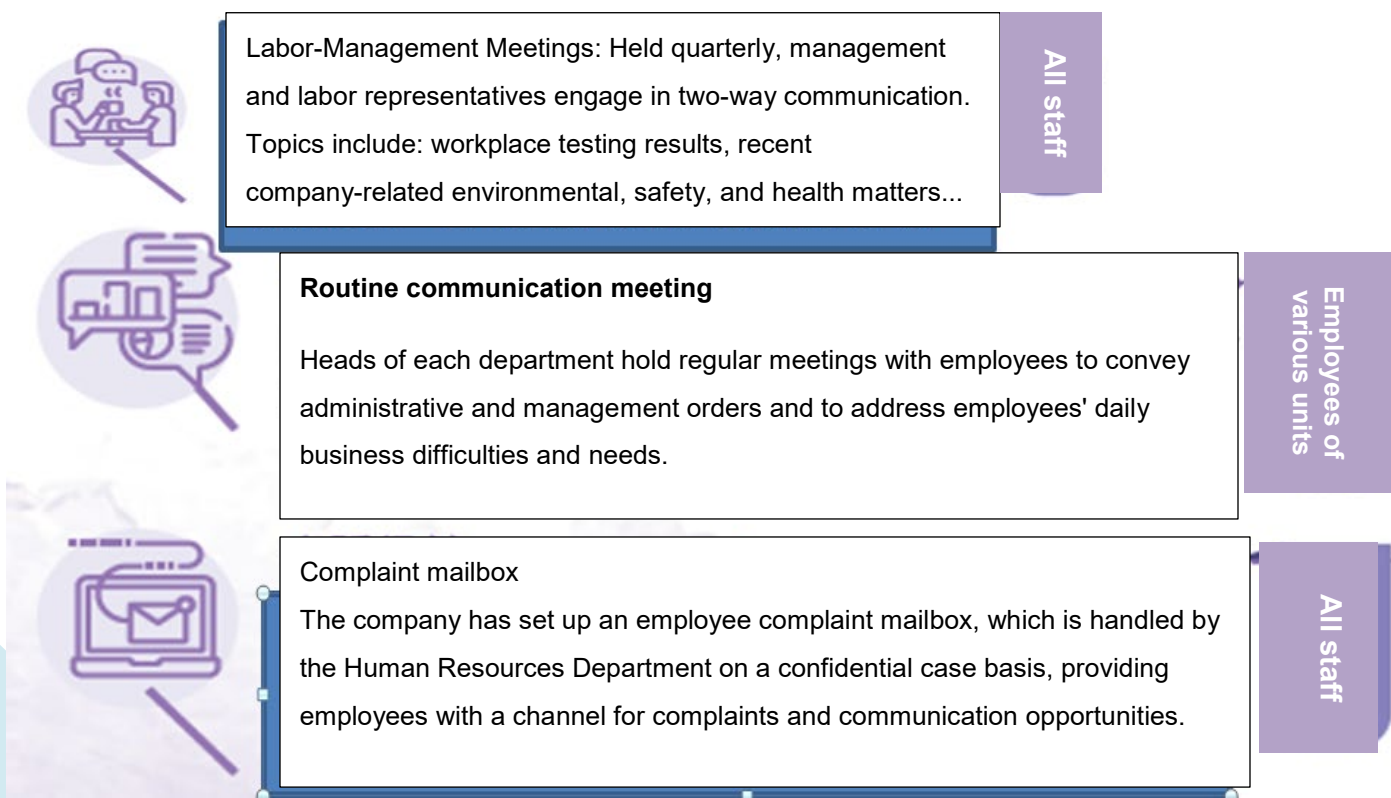 Labor-Management Meetings: Held quarterly, management
and labor representatives engage in two-way communication.
Topics include: workplace testing results, recent
company-related environmental, safety, and health matters...
All staff
Routine communication meeting
Heads of each department hold regular meetings with employees to convey
administrative and management orders and to address employees' daily
business difficulties and needs.
Employees of
various units
Complaint mailbox
The company has set up an employee complaint mailbox, which is handled by
the Human Resources Department on a confidential case basis, providing
employees with a channel for complaints and communication opportunities.
All staff